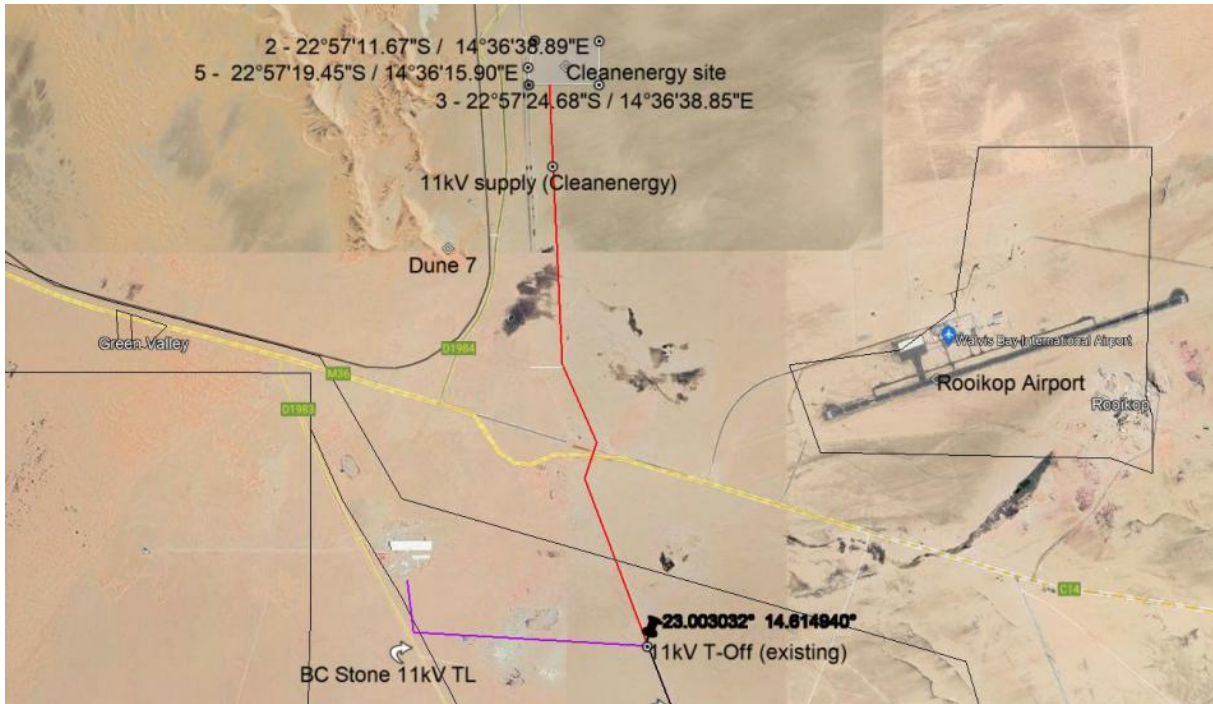 2 - 22°57'11.67"S / 14°36'38.89"E
5 - 22°57'19.45"S / 14°36'15.90"E
Cleanenergy site
3 - 22°57'24.68"S / 14°36'38.85"E
11kV supply (Cleanenergy)
Dune 7
Green Valley
D1984
M36
D1983
Walvis Bay International Airport
Rooikop Airport
Rooikop
C14
-23.003032° 14.614940°
11kV T-Off (existing)
BC Stone 11kV TL